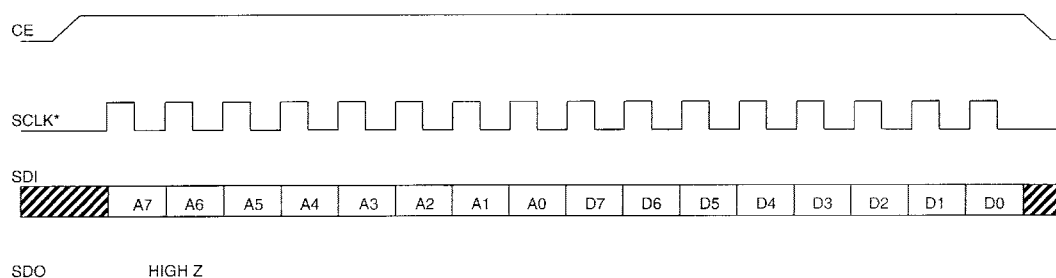 CE
SCLK*
SDI
A7 A6 A5 A4 A3 A2 A1 A0 D7 D6 D5 D4 D3 D2 D1 D0
SDO HIGH Z